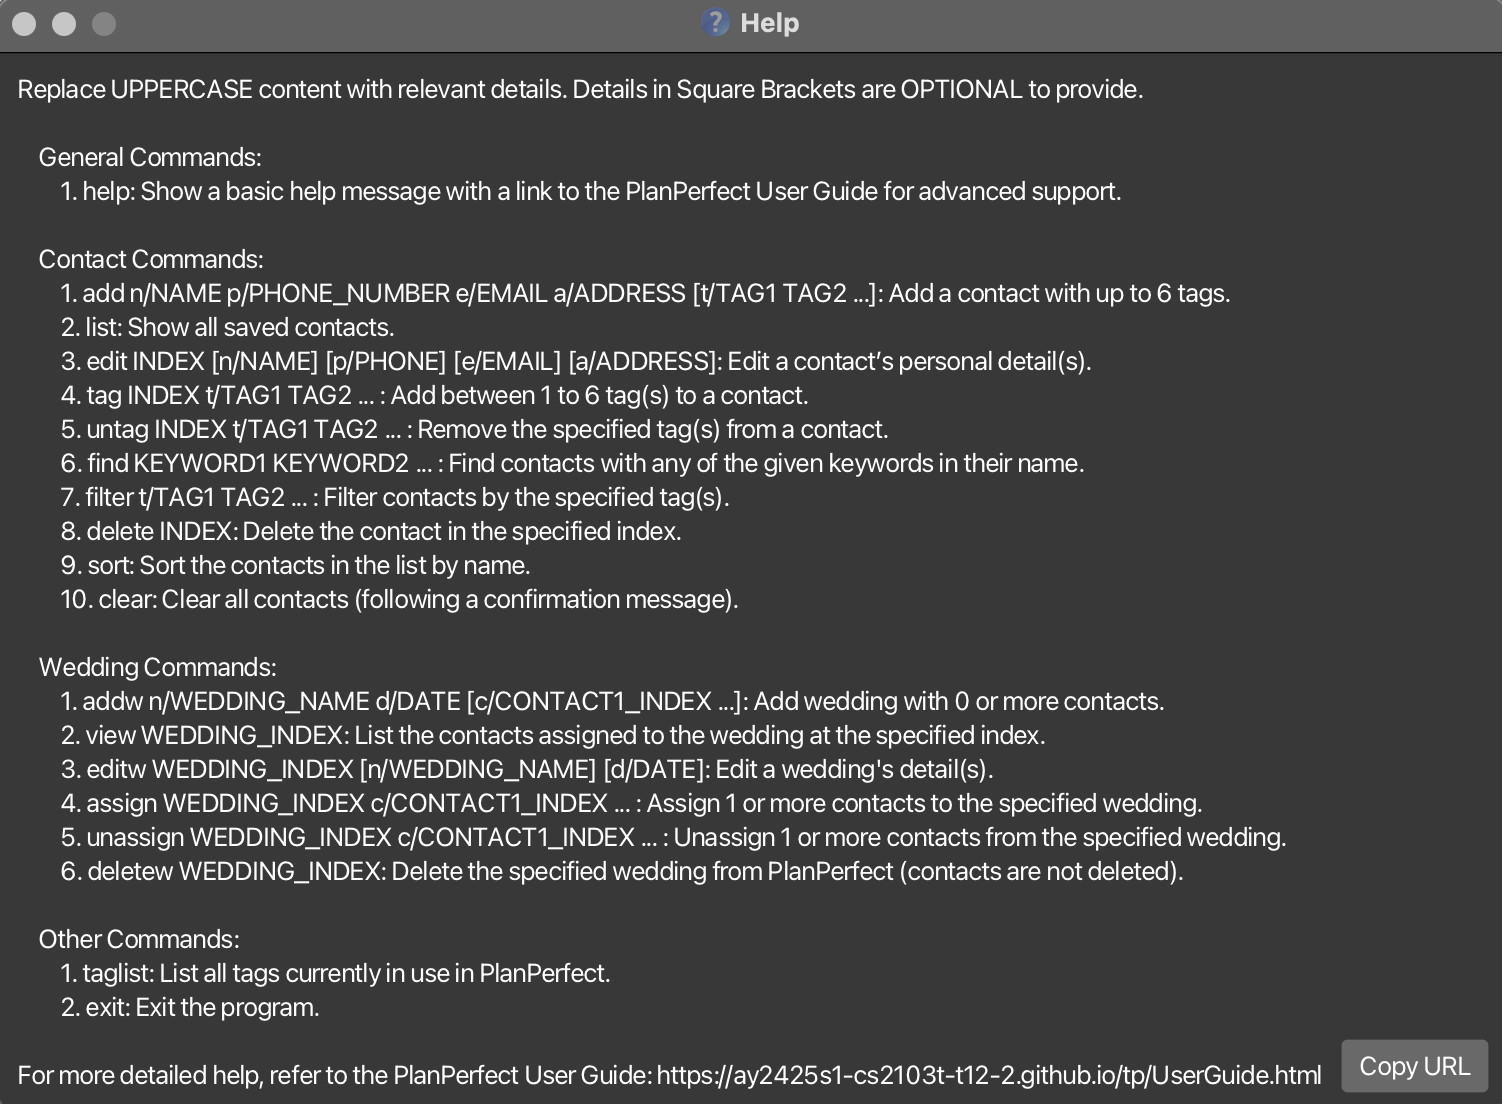 Help
Replace UPPERCASE content with relevant details. Details in Square Brackets are OPTIONAL to provide.
General Commands:
1. help: Show a basic help message with a link to the PlanPerfect User Guide for advanced support.
Contact Commands:
1. add n/NAME p/PHONE_NUMBER e/EMAIL a/ADDRESS [t/TAG1 TAG2 ...]: Add a contact with up to 6 tags.
2. list: Show all saved contacts.
3. edit INDEX [n/NAME] [p/PHONE] [e/EMAIL] [a/ADDRESS]: Edit a contact’s personal detail(s).
4. tag INDEX t/TAG1 TAG2 ... : Add between 1 to 6 tag(s) to a contact.
5. untag INDEX t/TAG1 TAG2 ... : Remove the specified tag(s) from a contact.
6. find KEYWORD1 KEYWORD2 ... : Find contacts with any of the given keywords in their name.
7. filter t/TAG1 TAG2 ... : Filter contacts by the specified tag(s).
8. delete INDEX: Delete the contact in the specified index.
9. sort: Sort the contacts in the list by name.
10. clear: Clear all contacts (following a confirmation message).
Wedding Commands:
1. addw n/WEDDING_NAME d/DATE [c/CONTACT1_INDEX ...]: Add wedding with 0 or more contacts.
2. view WEDDING_INDEX: List the contacts assigned to the wedding at the specified index.
3. editw WEDDING_INDEX [n/WEDDING_NAME] [d/DATE]: Edit a wedding's detail(s).
4. assign WEDDING_INDEX c/CONTACT1_INDEX ... : Assign 1 or more contacts to the specified wedding.
5. unassign WEDDING_INDEX c/CONTACT1_INDEX ... : Unassign 1 or more contacts from the specified wedding.
6. deletew WEDDING_INDEX: Delete the specified wedding from PlanPerfect (contacts are not deleted).
Other Commands:
1. taglist: List all tags currently in use in PlanPerfect.
2. exit: Exit the program.
For more detailed help, refer to the PlanPerfect User Guide: https://ay2425s1-cs2103t-t12-2.github.io/tp/UserGuide.html
Copy URL